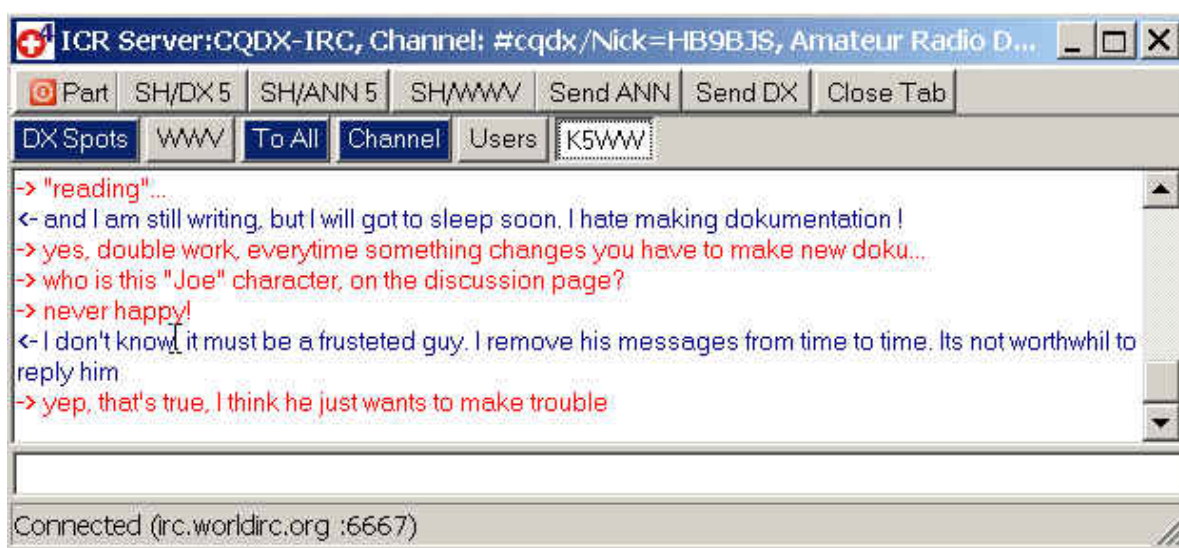 4 ICR Server:CQDX-IRC, Channel: #cqdx/Nick=HB9BJS, Amateur Radio D...
Part SH/DX 5 SH/ANN 5 SH/WWV Send ANN Send DX Close Tab
DX Spots WWV To All Channel Users K5WW
-> "reading"...
<- and I am still writing, but I will got to sleep soon. I hate making dokumentation !
-> yes, double work, everytime something changes you have to make new doku...
-> who is this "Joe" character, on the discussion page?
-> never happy!
<- I don't know, it must be a frusteted guy. I remove his messages from time to time. Its not worthwhil to
reply him
-> yep, that's true, I think he just wants to make trouble
Connected (irc.worldirc.org :6667)